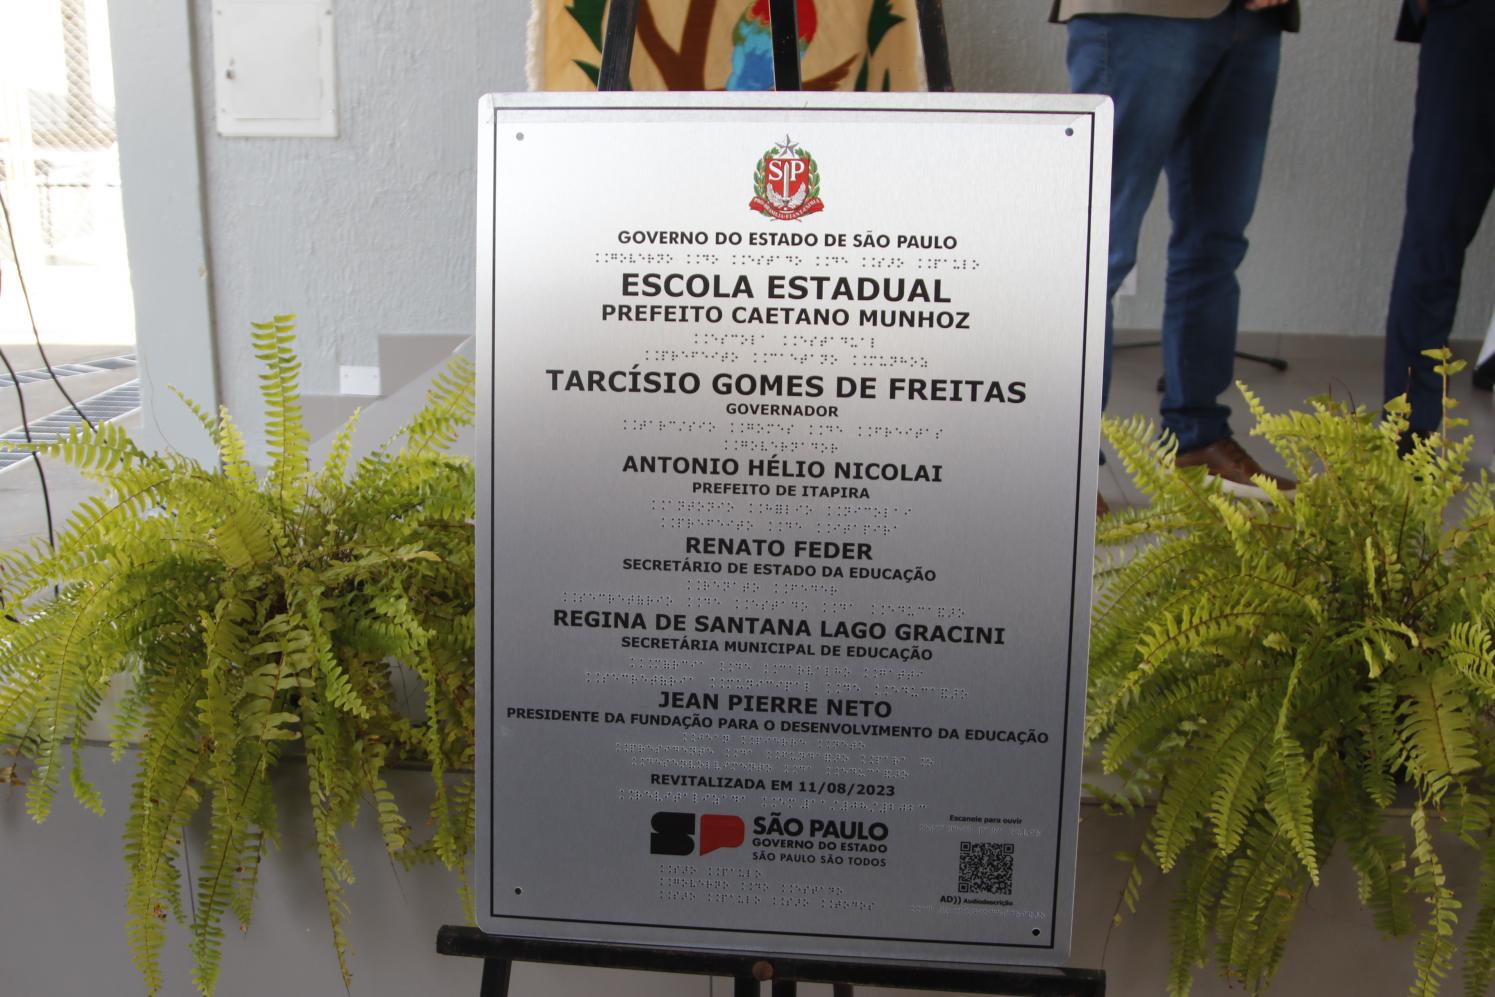 SP
GOVERNO DO ESTADO DE SÃO PAULO
ESCOLA ESTADUAL
PREFEITO CAETANO MUNHOZ
TARCÍSIO GOMES DE FREITAS
GOVERNADOR
ANTONIO HÉLIO NICOLAI
PREFEITO DE ITAPIRA
RENATO FEDER
SECRETÁRIO DE ESTADO DA EDUCAÇÃO
REGINA DE SANTANA LAGO GRACINI
SECRETÁRIA MUNICIPAL DE EDUCAÇÃO
JEAN PIERRE NETO
PRESIDENTE DA FUNDAÇÃO PARA O DESENVOLVIMENTO DA EDUCAÇÃO
REVITALIZADA EM 11/08/2023
SP
SÃO PAULO
GOVERNO DO ESTADO
SÃO PAULO SÃO TODOS
Escaneie para ouvir
AD)) Audiodescrição